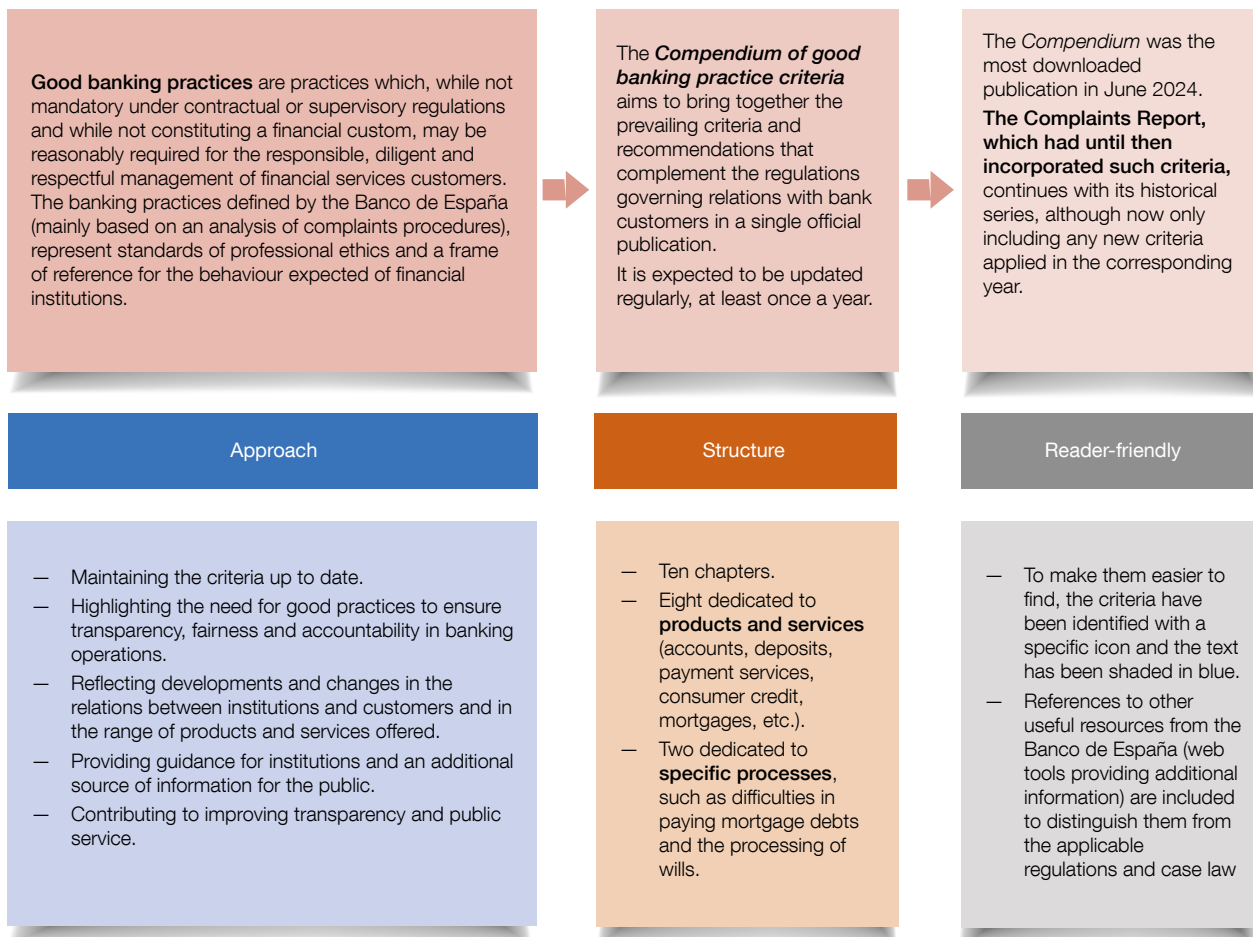 Good banking practices are practices which, while not
mandatory under contractual or supervisory regulations
and while not constituting a financial custom, may be
reasonably required for the responsible, diligent and
respectful management of financial services customers.
The banking practices defined by the Banco de España
(mainly based on an analysis of complaints procedures),
represent standards of professional ethics and a frame
of reference for the behaviour expected of financial
institutions.
The Compendium of good
banking practice criteria
aims to bring together the
prevailing criteria and
recommendations that
complement the regulations
governing relations with bank
customers in a single official
publication.
It is expected to be updated
regularly, at least once a year.
The Compendium was the
most downloaded
publication in June 2024.
The Complaints Report,
which had until then
incorporated such criteria,
continues with its historical
series, although now only
including any new criteria
applied in the corresponding
year.
Approach
Structure
Reader-friendly
— Maintaining the criteria up to date.
— Highlighting the need for good practices to ensure
transparency, fairness and accountability in banking
operations.
— Reflecting developments and changes in the
relations between institutions and customers and in
the range of products and services offered.
— Providing guidance for institutions and an additional
source of information for the public.
— Contributing to improving transparency and public
service.
— Ten chapters.
— Eight dedicated to
products and services
(accounts, deposits,
payment services,
consumer credit,
mortgages, etc.).
— Two dedicated to
specific processes,
such as difficulties in
paying mortgage debts
and the processing of
wills.
— To make them easier to
find, the criteria have
been identified with a
specific icon and the text
has been shaded in blue.
— References to other
useful resources from the
Banco de España (web
tools providing additional
information) are included
to distinguish them from
the applicable
regulations and case law